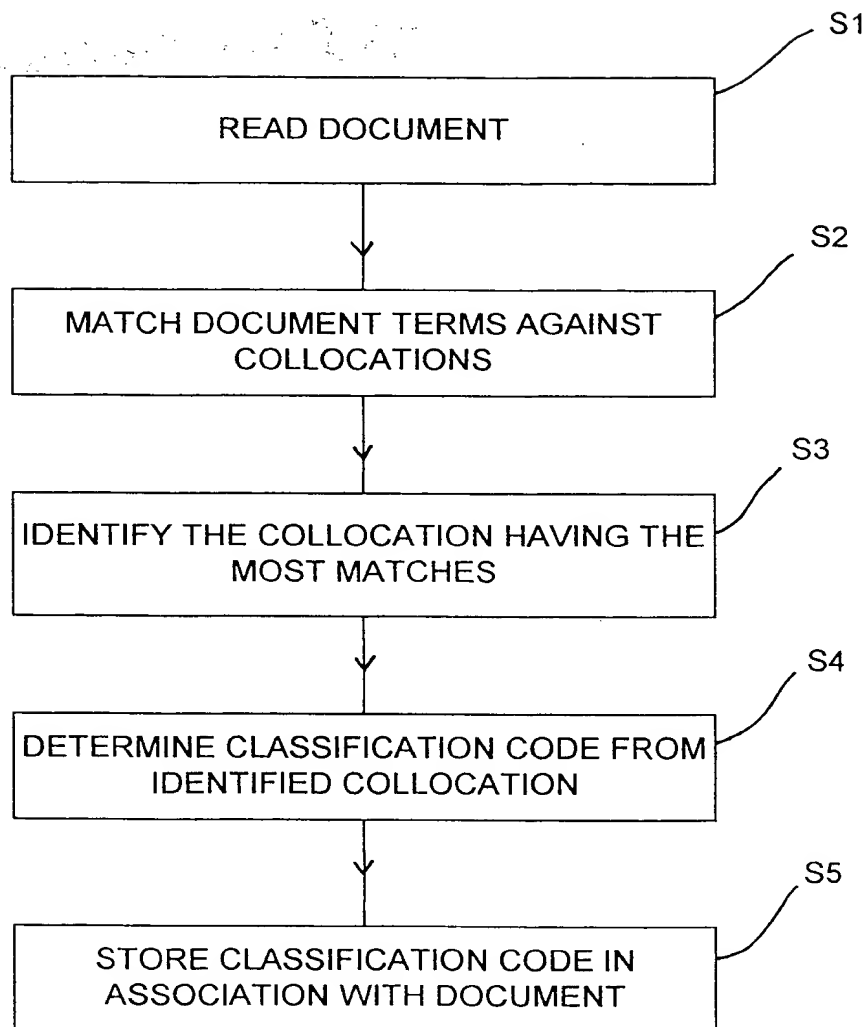 S1
READ DOCUMENT
S2
MATCH DOCUMENT TERMS AGAINST
COLLOCATIONS
S3
IDENTIFY THE COLLOCATION HAVING THE
MOST MATCHES
S4
DETERMINE CLASSIFICATION CODE FROM
IDENTIFIED COLLOCATION
S5
STORE CLASSIFICATION CODE IN
ASSOCIATION WITH DOCUMENT